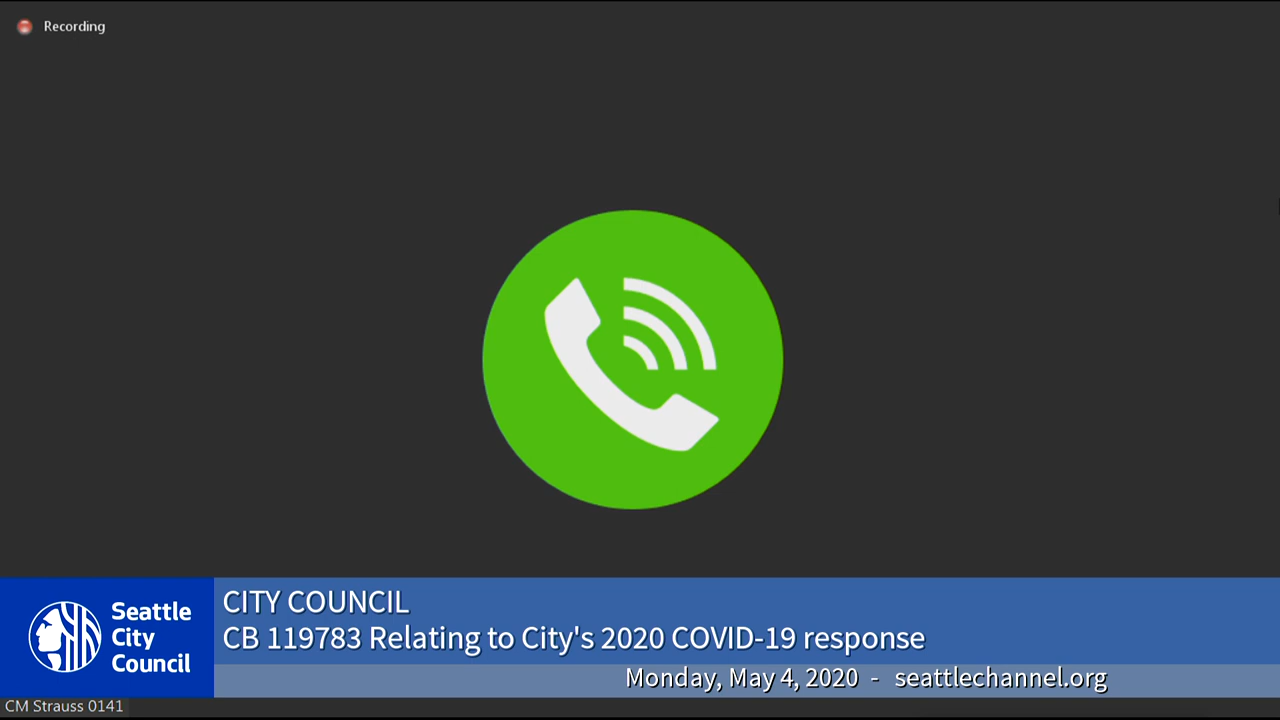 Recording
CITY COUNCIL
CB 119783 Relating to City's 2020 COVID-19 response
Seattle
City
Council
Monday, May 4, 2020 - seattlechannel.org
CM Strauss 0141